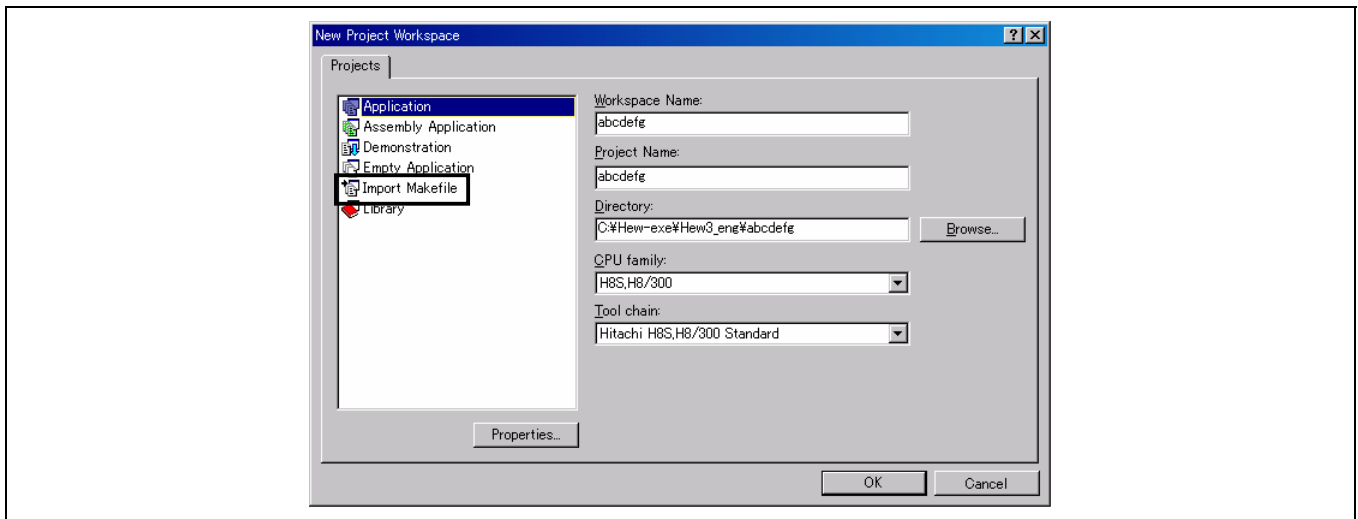 New Project Workspace
Projects
Application
Assembly Application
Demonstration
Empty Application
Import Makefile
Library
Workspace Name:
abcdefg
Project Name:
abcdefg
Directory:
C:¥Hew-exe¥Hew3_eng¥abcdefg
Browse...
CPU family:
H8S,H8/300
Tool chain:
Hitachi H8S,H8/300 Standard
Properties...
OK
Cancel